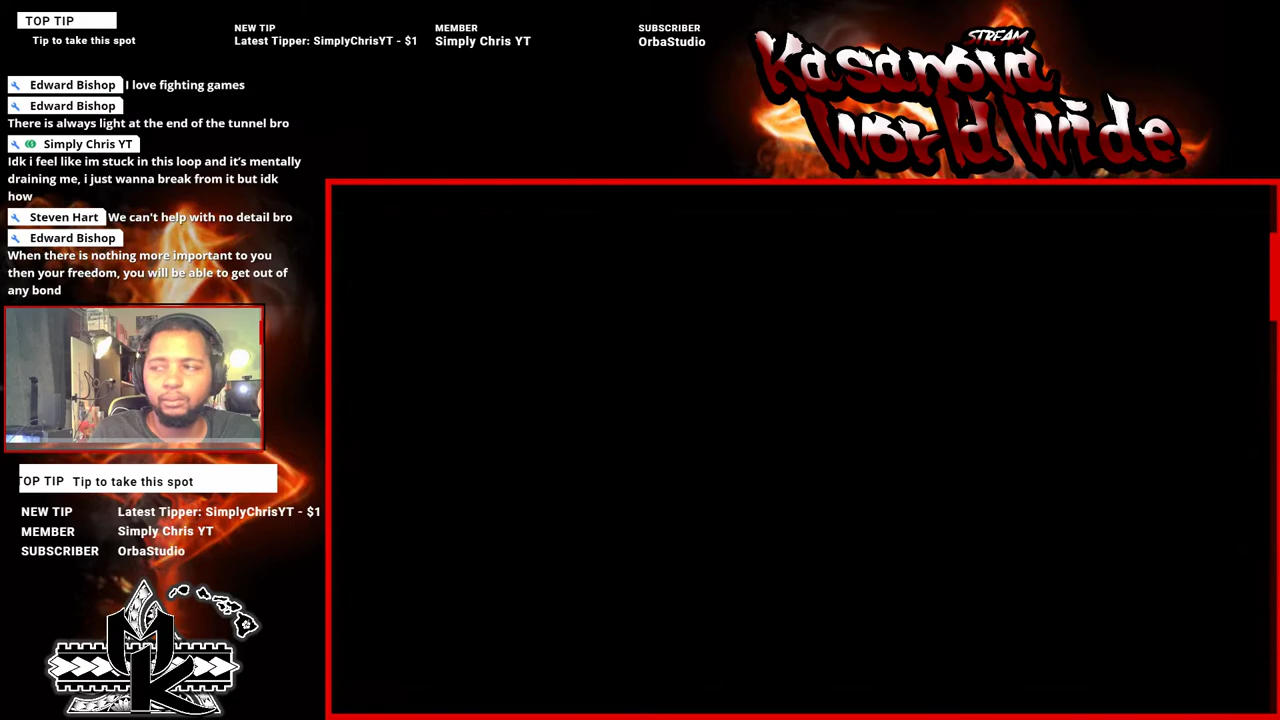 TOP TIP
Tip to take this spot
NEW TIP
Latest Tipper: SimplyChrisYT - $1
MEMBER
Simply Chris YT
SUBSCRIBER
OrbaStudio
STREAM
Kasanova
World Wide
Edward Bishop I love fighting games
Edward Bishop
There is always light at the end of the tunnel bro
Simply Chris YT
Idk i feel like im stuck in this loop and it's mentally
draining me, i just wanna break from it but idk
how
Steven Hart We can't help with no detail bro
Edward Bishop
When there is nothing more important to you
then your freedom, you will be able to get out of
any bond
TOP TIP Tip to take this spot
NEW TIP Latest Tipper: SimplyChrisYT - $1
MEMBER Simply Chris YT
SUBSCRIBER OrbaStudio
MK